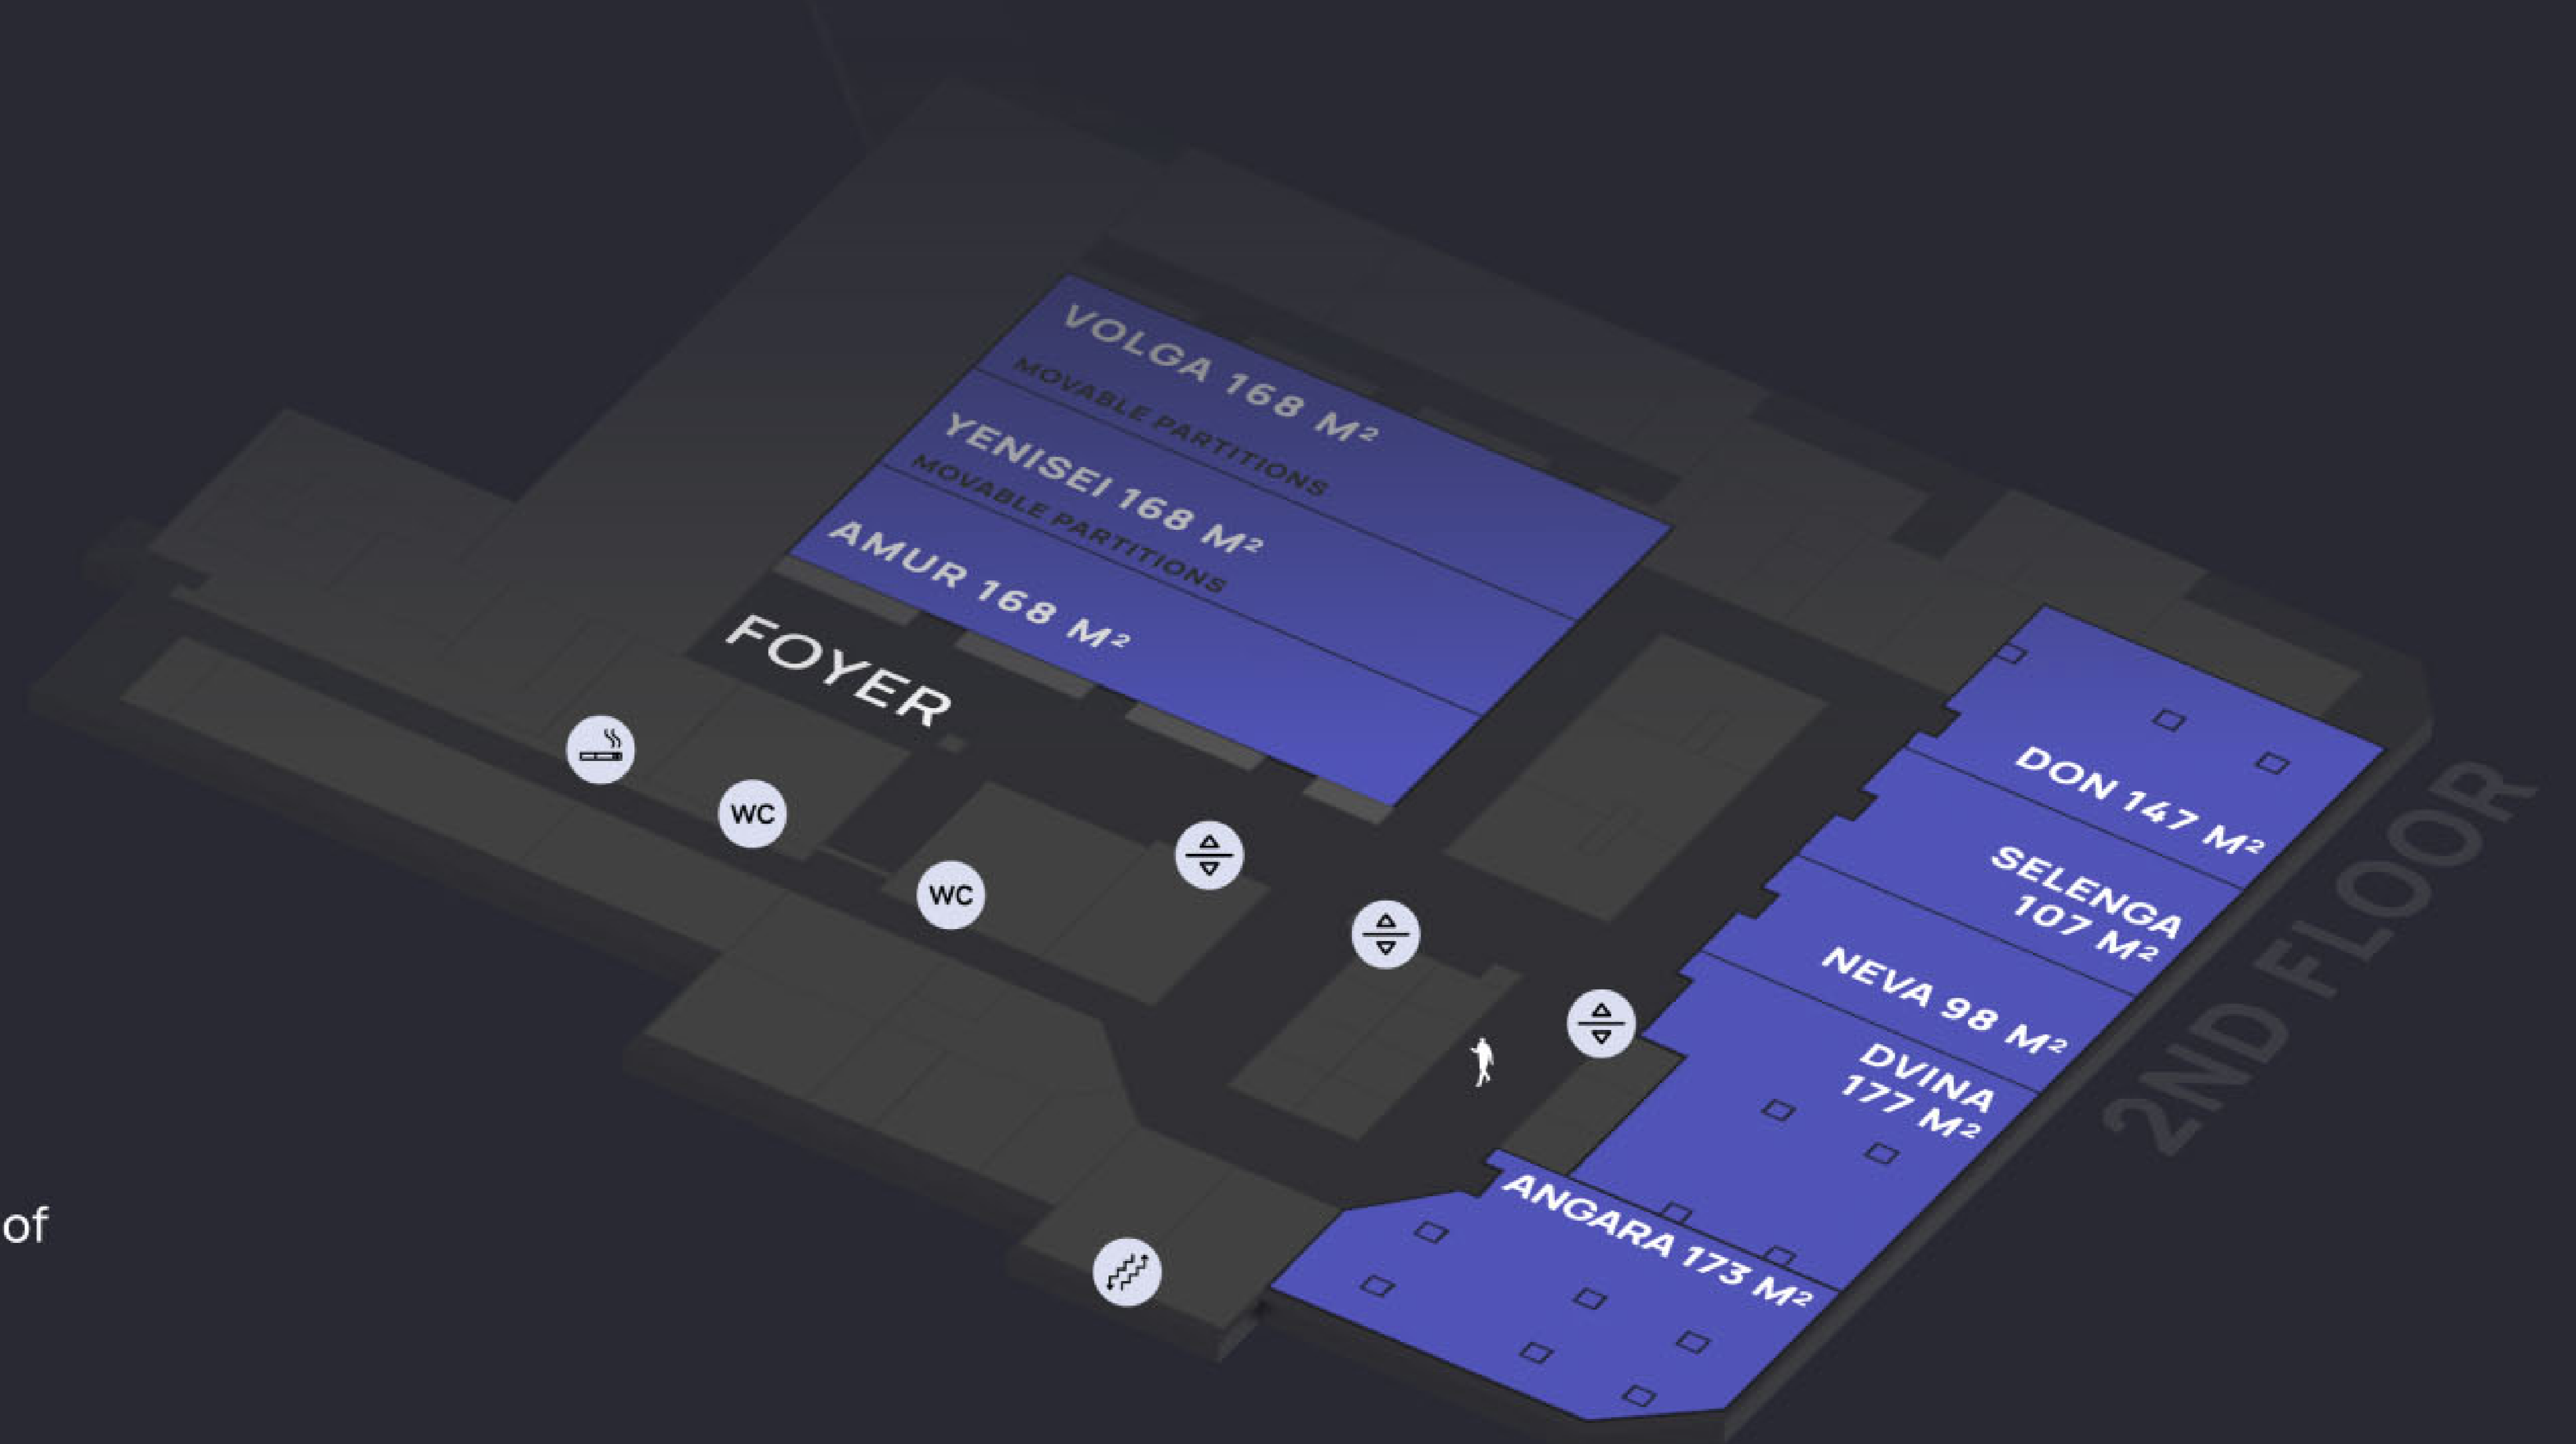 VOLGA 168 M²
MOVABLE PARTITIONS
YENISEI 168 M²
MOVABLE PARTITIONS
AMUR 168 M²
FOYER
WC
WC
DON 147 M²
SELENGA
107 M²
NEVA 98 M²
DVINA
177 M²
ANGARA 173 M²
2ND FLOOR
of